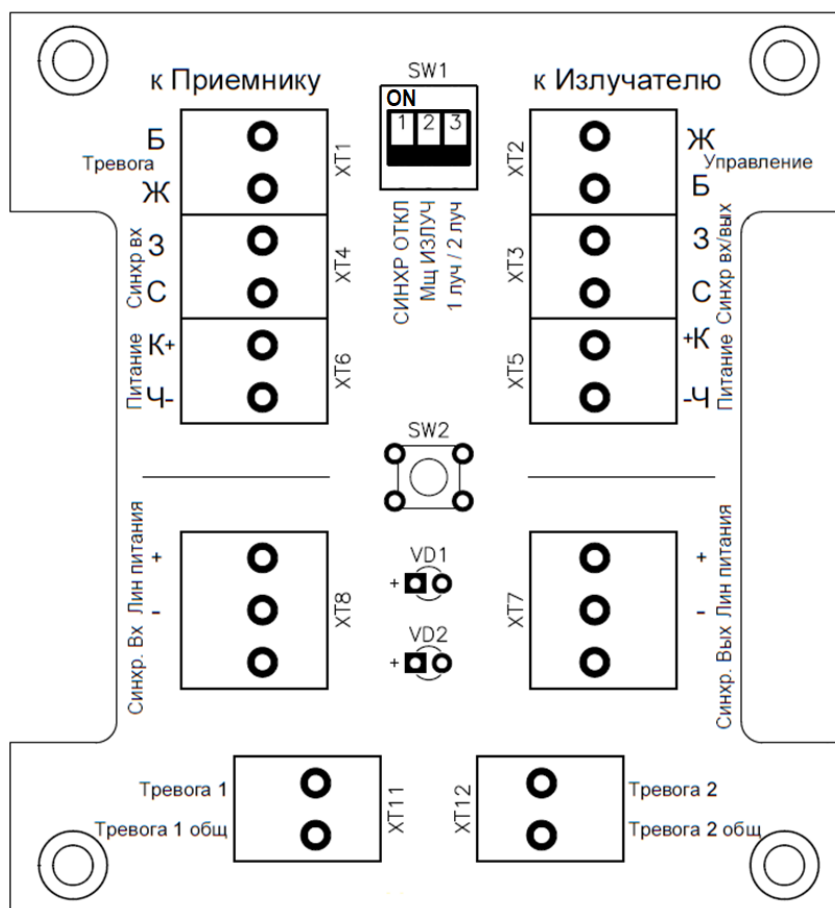 к Приемнику
SW1
к Излучателю
ON
1 2 3
Б
Ж
Тревога
XT1
XT2
Ж
Б
Управление
З
С
Синхр вх
XT4
XT3
З
С
Синхр вх/вых
К+
Ч-
Питание
XT6
XT5
+К
-Ч
Питание
СИНХР ОТКЛ
Мщ ИЗЛУЧ
1 луч / 2 луч
SW2
+
-
Синхр. Вх Лин питания
XT8
VD1
+
VD2
+
XT7
+
-
Синхр. Вых Лин питания
Тревога 1
Тревога 1 общ
XT11
XT12
Тревога 2
Тревога 2 общ